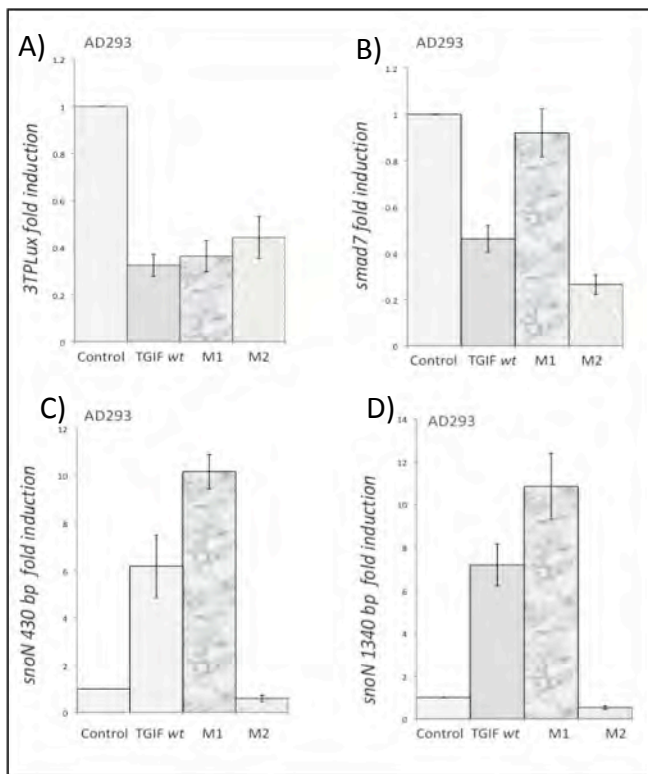 A)
AD293
3TPLux fold induction
1.2
1
0.8
0.6
0.4
0.2
0
Control TGIF wt M1 M2
B)
AD293
smad7 fold induction
1.2
1
0.8
0.6
0.4
0.2
0
Control TGIF wt M1 M2
C)
AD293
snoN 430 bp fold induction
12
10
8
6
4
2
0
Control TGIF wt M1 M2
D)
AD293
snoN 1340 bp fold induction
14
12
10
8
6
4
2
0
Control TGIF wt M1 M2